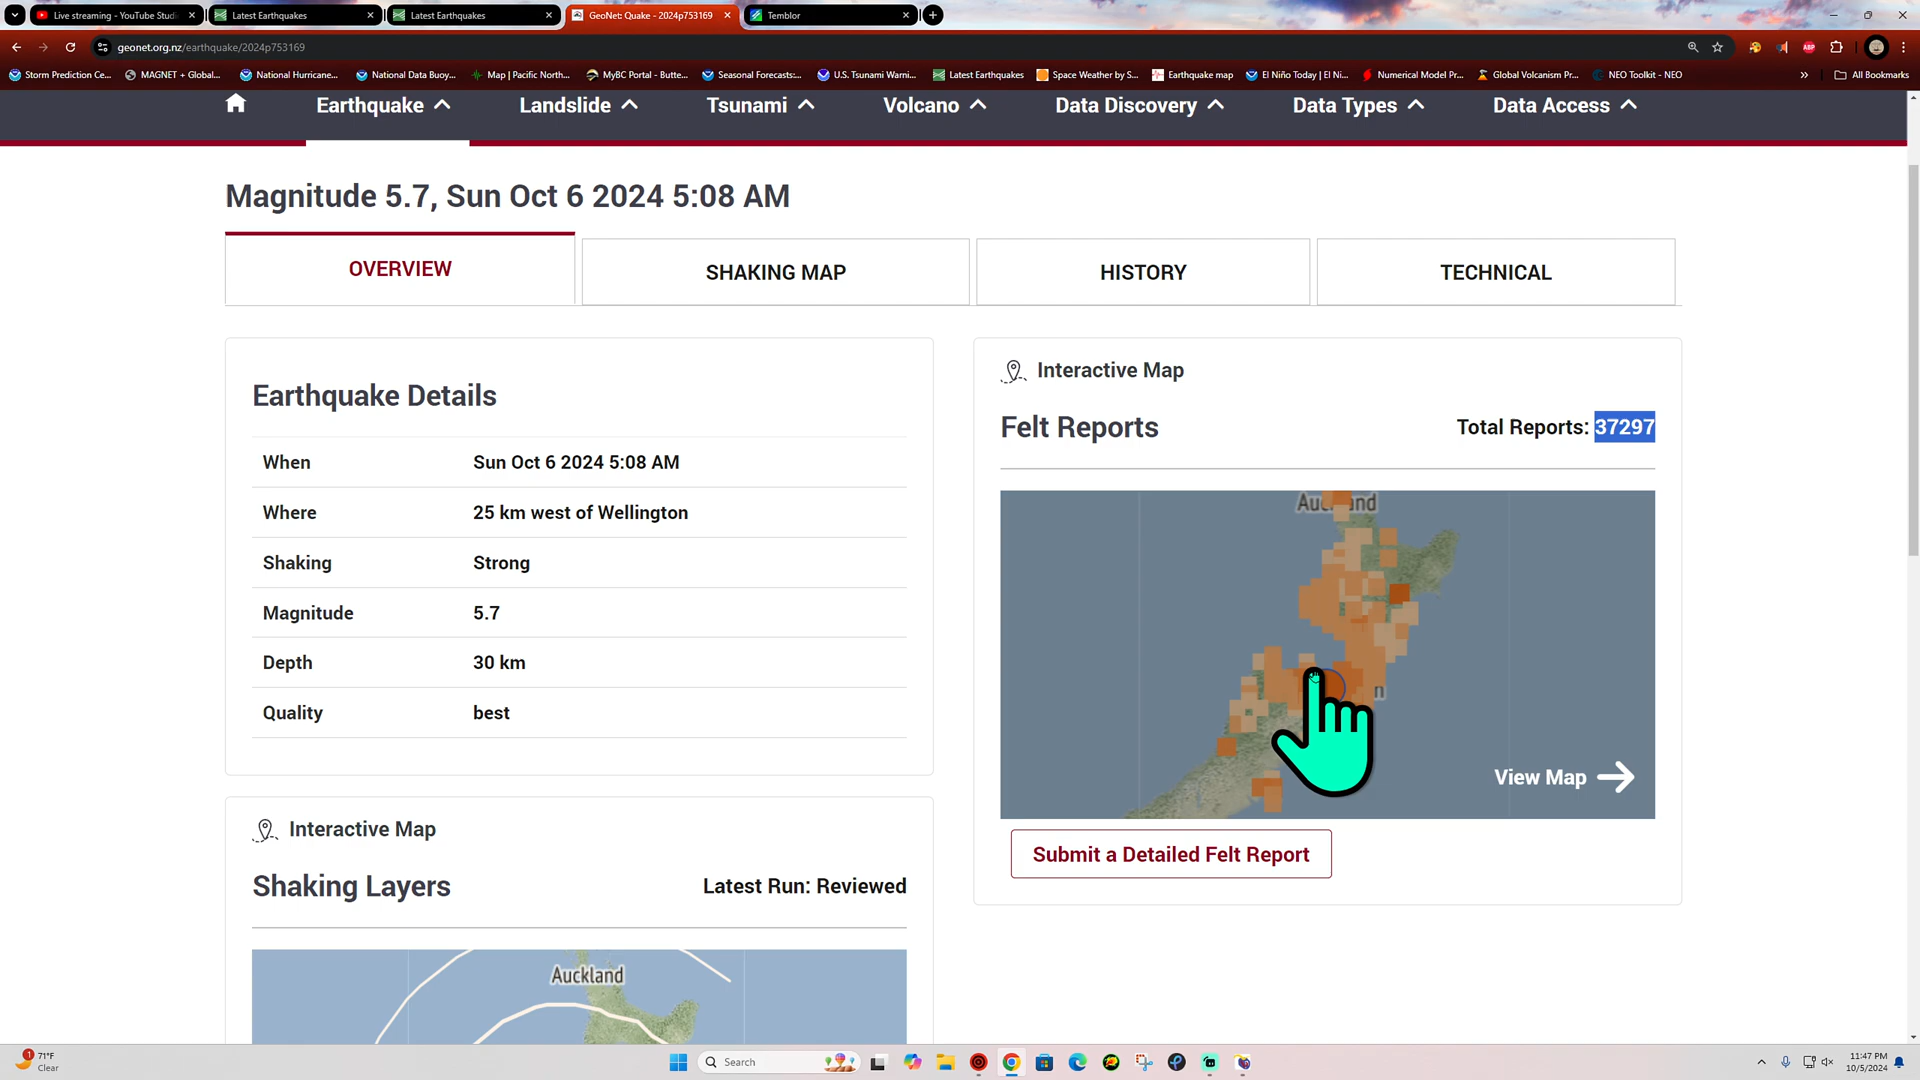 Live streaming - YouTube Studi
Latest Earthquakes
Latest Earthquakes
GeoNet: Quake - 2024p753169
Temblor
geonet.org.nz/earthquake/2024p753169
ABP
Storm Prediction Ce...
MAGNET + Global...
National Hurricane...
National Data Buoy...
Map | Pacific North...
MyBC Portal - Butte...
Seasonal Forecasts:...
U.S. Tsunami Warni...
Latest Earthquakes
Space Weather by S...
Earthquake map
El Niño Today | El Ni...
Numerical Model Pr...
Global Volcanism Pr...
NEO Toolkit - NEO
All Bookmarks
Earthquake
Landslide
Tsunami
Volcano
Data Discovery
Data Types
Data Access
Magnitude 5.7, Sun Oct 6 2024 5:08 AM
OVERVIEW
SHAKING MAP
HISTORY
TECHNICAL
Earthquake Details
When Sun Oct 6 2024 5:08 AM
Where 25 km west of Wellington
Shaking Strong
Magnitude 5.7
Depth 30 km
Quality best
Interactive Map
Felt Reports Total Reports: 37297
View Map
Submit a Detailed Felt Report
Interactive Map
Shaking Layers Latest Run: Reviewed
Auckland
1
71°F
Clear
Search
11:47 PM
10/5/2024